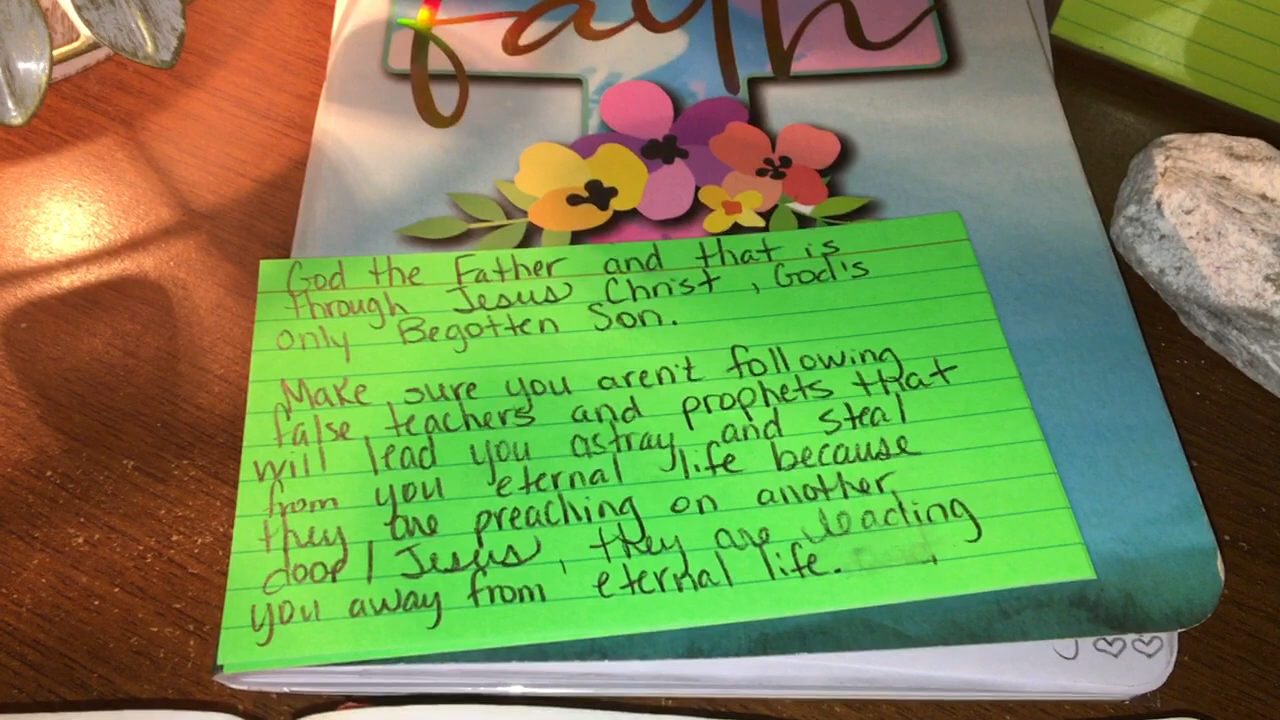 faith
God the Father and that is
through Jesus Christ, God's
only Begotten Son.
Make sure you aren't following
false teachers and prophets that
will lead you astray and steal
from you eternal life because
they are preaching on another
door / Jesus, they are leading
you away from eternal life.